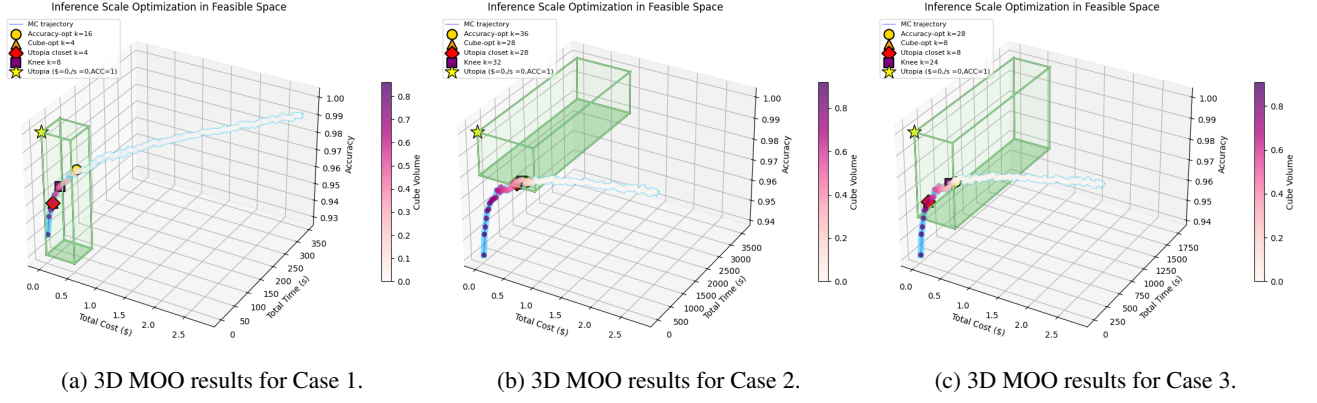 Inference Scale Optimization in Feasible Space
MC trajectory
Accuracy-opt k=16
Cube-opt k=4
Utopia closet k=4
Knee k=8
Utopia ($=0,/s =0,ACC=1)
1.00
0.99
0.98
0.97
0.96
0.95
0.94
0.93
Accuracy
350
300
250
200
150
100
50
0
Total Time (s)
0.0
0.5
1.0
1.5
2.0
2.5
Total Cost ($)
0.8
0.7
0.6
0.5
0.4
0.3
0.2
0.1
0.0
Cube Volume
(a) 3D MOO results for Case 1.
Inference Scale Optimization in Feasible Space
MC trajectory
Accuracy-opt k=36
Cube-opt k=28
Utopia closet k=28
Knee k=32
Utopia ($=0,/s =0,ACC=1)
1.00
0.99
0.98
0.97
0.96
0.95
0.94
Accuracy
3500
3000
2500
2000
1500
1000
500
0
Total Time (s)
0.0
0.5
1.0
1.5
2.0
2.5
Total Cost ($)
0.8
0.6
0.4
0.2
0.0
Cube Volume
(b) 3D MOO results for Case 2.
Inference Scale Optimization in Feasible Space
MC trajectory
Accuracy-opt k=28
Cube-opt k=8
Utopia closet k=8
Knee k=24
Utopia ($=0,/s =0,ACC=1)
1.00
0.99
0.98
0.97
0.96
0.95
0.94
Accuracy
1750
1500
1250
1000
750
500
250
0
Total Time (s)
0.0
0.5
1.0
1.5
2.0
2.5
Total Cost ($)
0.8
0.6
0.4
0.2
0.0
Cube Volume
(c) 3D MOO results for Case 3.